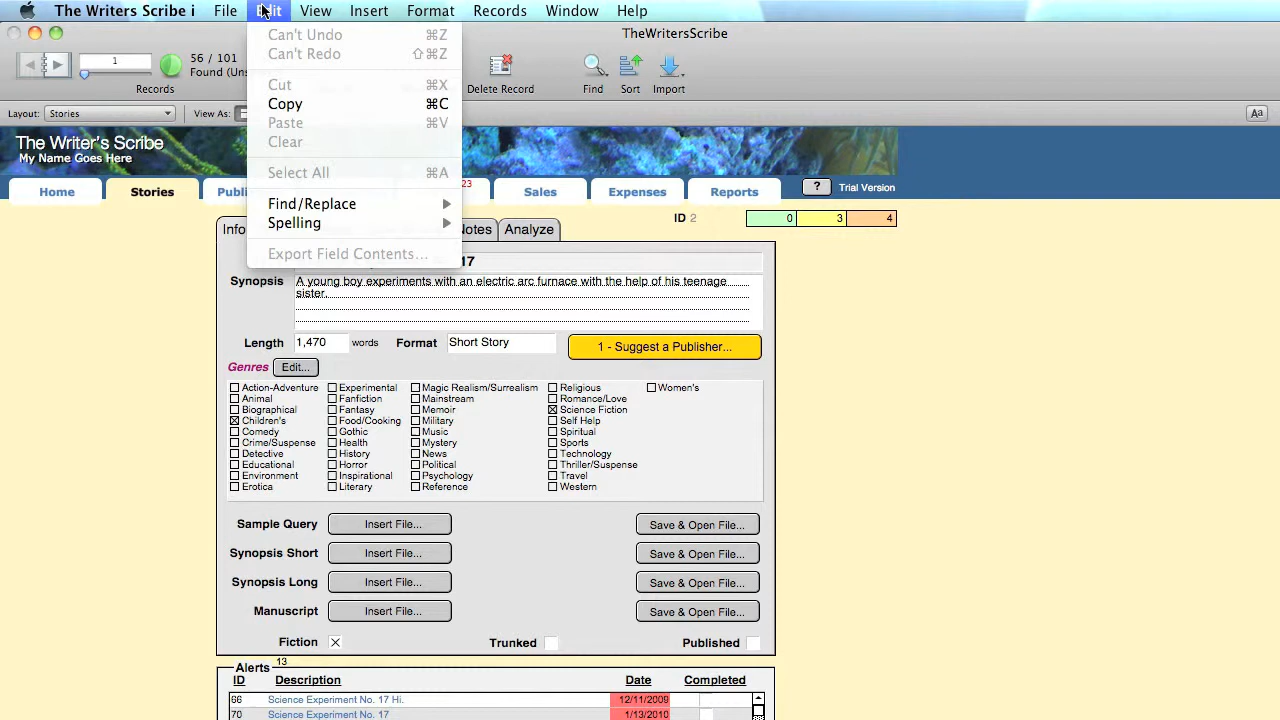 The Writers Scribe i File Edit View Insert Format Records Window Help
TheWritersScribe
Can't Undo ⌘Z
Can't Redo ⇧⌘Z
Cut ⌘X
Copy ⌘C
Paste ⌘V
Clear
Select All ⌘A
Find/Replace
Spelling
Export Field Contents...
1
56 / 101
Found (Uns
Records
Delete Record Find Sort Import
Layout: Stories View As: Aa
The Writer's Scribe
My Name Goes Here
Home Stories Publ 23 Sales Expenses Reports ? Trial Version
ID 2 0 3 4
Info Notes Analyze
17
Synopsis A young boy experiments with an electric arc furnace with the help of his teenage
sister.
Length 1,470 words Format Short Story 1 - Suggest a Publisher...
Genres Edit...
Action-Adventure Experimental Magic Realism/Surrealism Religious Women's
Animal Fanfiction Mainstream Romance/Love
Biographical Fantasy Memoir Science Fiction
Children's Food/Cooking Military Self Help
Comedy Gothic Music Spiritual
Crime/Suspense Health Mystery Sports
Detective History News Technology
Educational Horror Political Thriller/Suspense
Environment Inspirational Psychology Travel
Erotica Literary Reference Western
Sample Query Insert File... Save & Open File...
Synopsis Short Insert File... Save & Open File...
Synopsis Long Insert File... Save & Open File...
Manuscript Insert File... Save & Open File...
Fiction Trunked Published
Alerts 13
ID Description Date Completed
66 Science Experiment No. 17 Hi. 12/11/2009
70 Science Experiment No. 17 1/13/2010